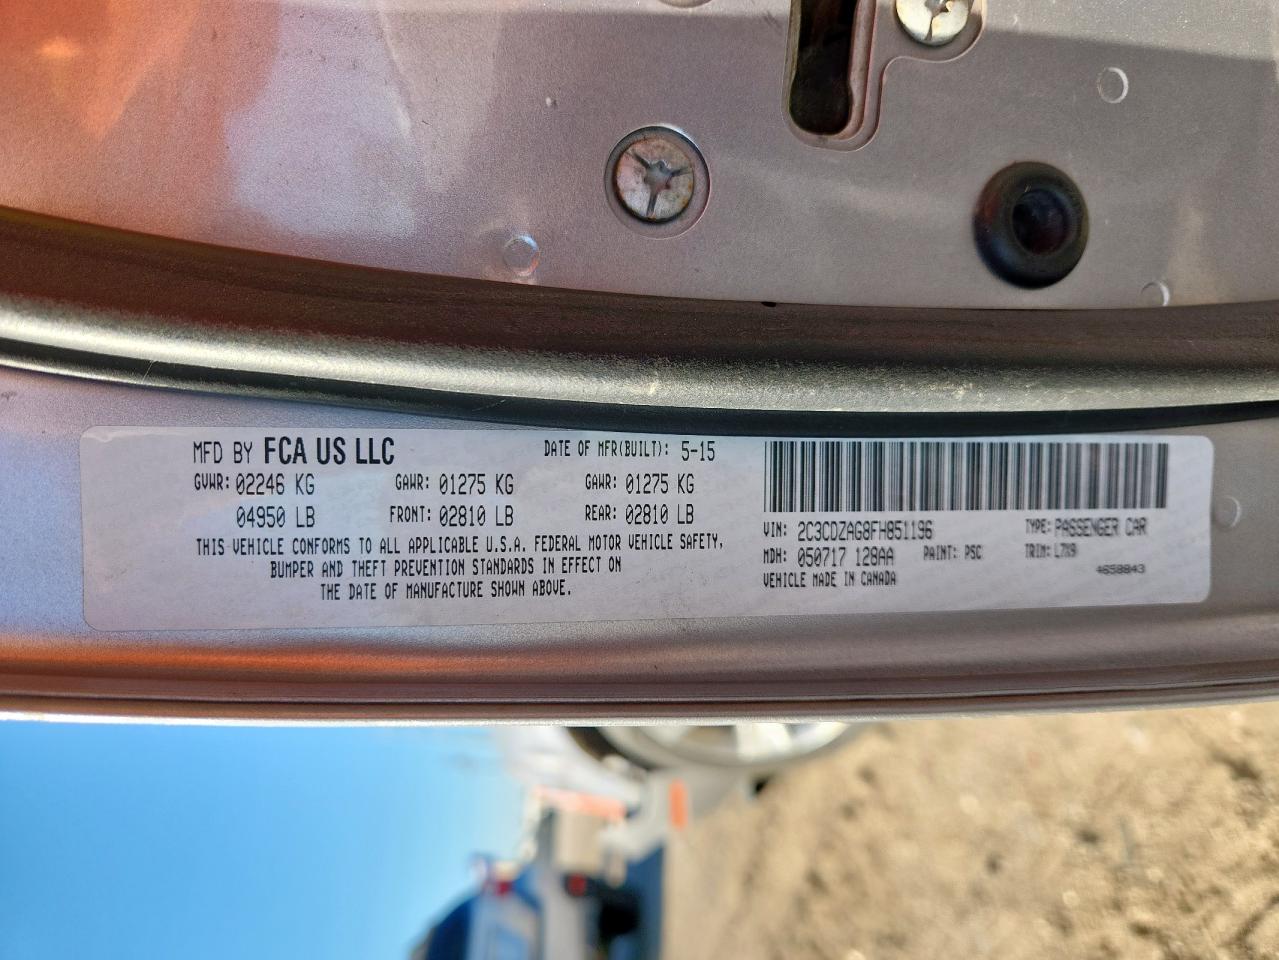 MFD BY FCA US LLC DATE OF MFR(BUILT): 5-15
GVWR: 02246 KG GAWR: 01275 KG GAWR: 01275 KG
04950 LB FRONT: 02810 LB REAR: 02810 LB
THIS VEHICLE CONFORMS TO ALL APPLICABLE U.S.A. FEDERAL MOTOR VEHICLE SAFETY,
BUMPER AND THEFT PREVENTION STANDARDS IN EFFECT ON
THE DATE OF MANUFACTURE SHOWN ABOVE.
VIN: 2C3CDZAG8FH851196 TYPE: PASSENGER CAR
MDH: 050717 128AA PAINT: PSC TRIM: L7X9
VEHICLE MADE IN CANADA 4658843